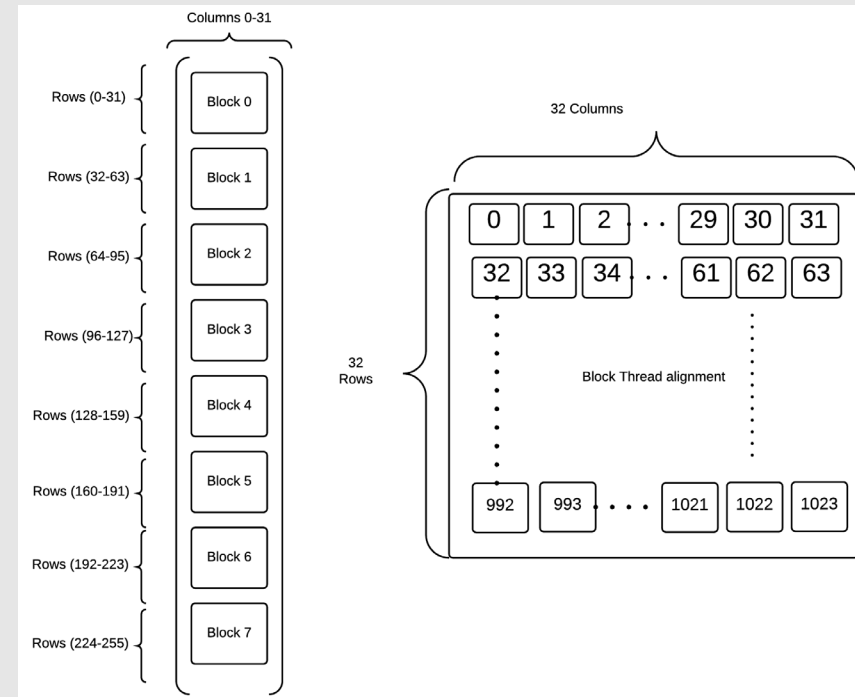 Columns 0-31
Rows (0-31)
Block 0
Rows (32-63)
Block 1
Rows (64-95)
Block 2
Rows (96-127)
Block 3
Rows (128-159)
Block 4
Rows (160-191)
Block 5
Rows (192-223)
Block 6
Rows (224-255)
Block 7
32 Columns
32
Rows
0 1 2 . . . 29 30 31
32 33 34 . . . 61 62 63
Block Thread alignment
992 993 . . . . 1021 1022 1023